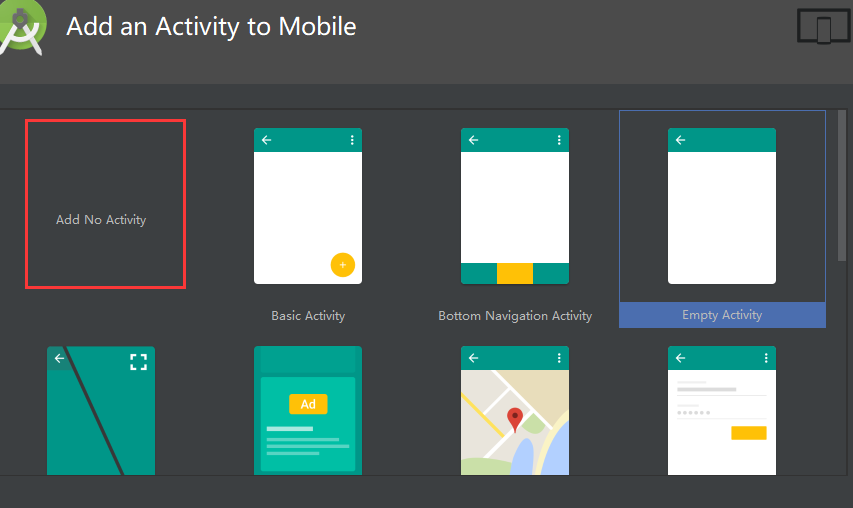 Add an Activity to Mobile
Add No Activity
Basic Activity
Bottom Navigation Activity
Empty Activity
Ad